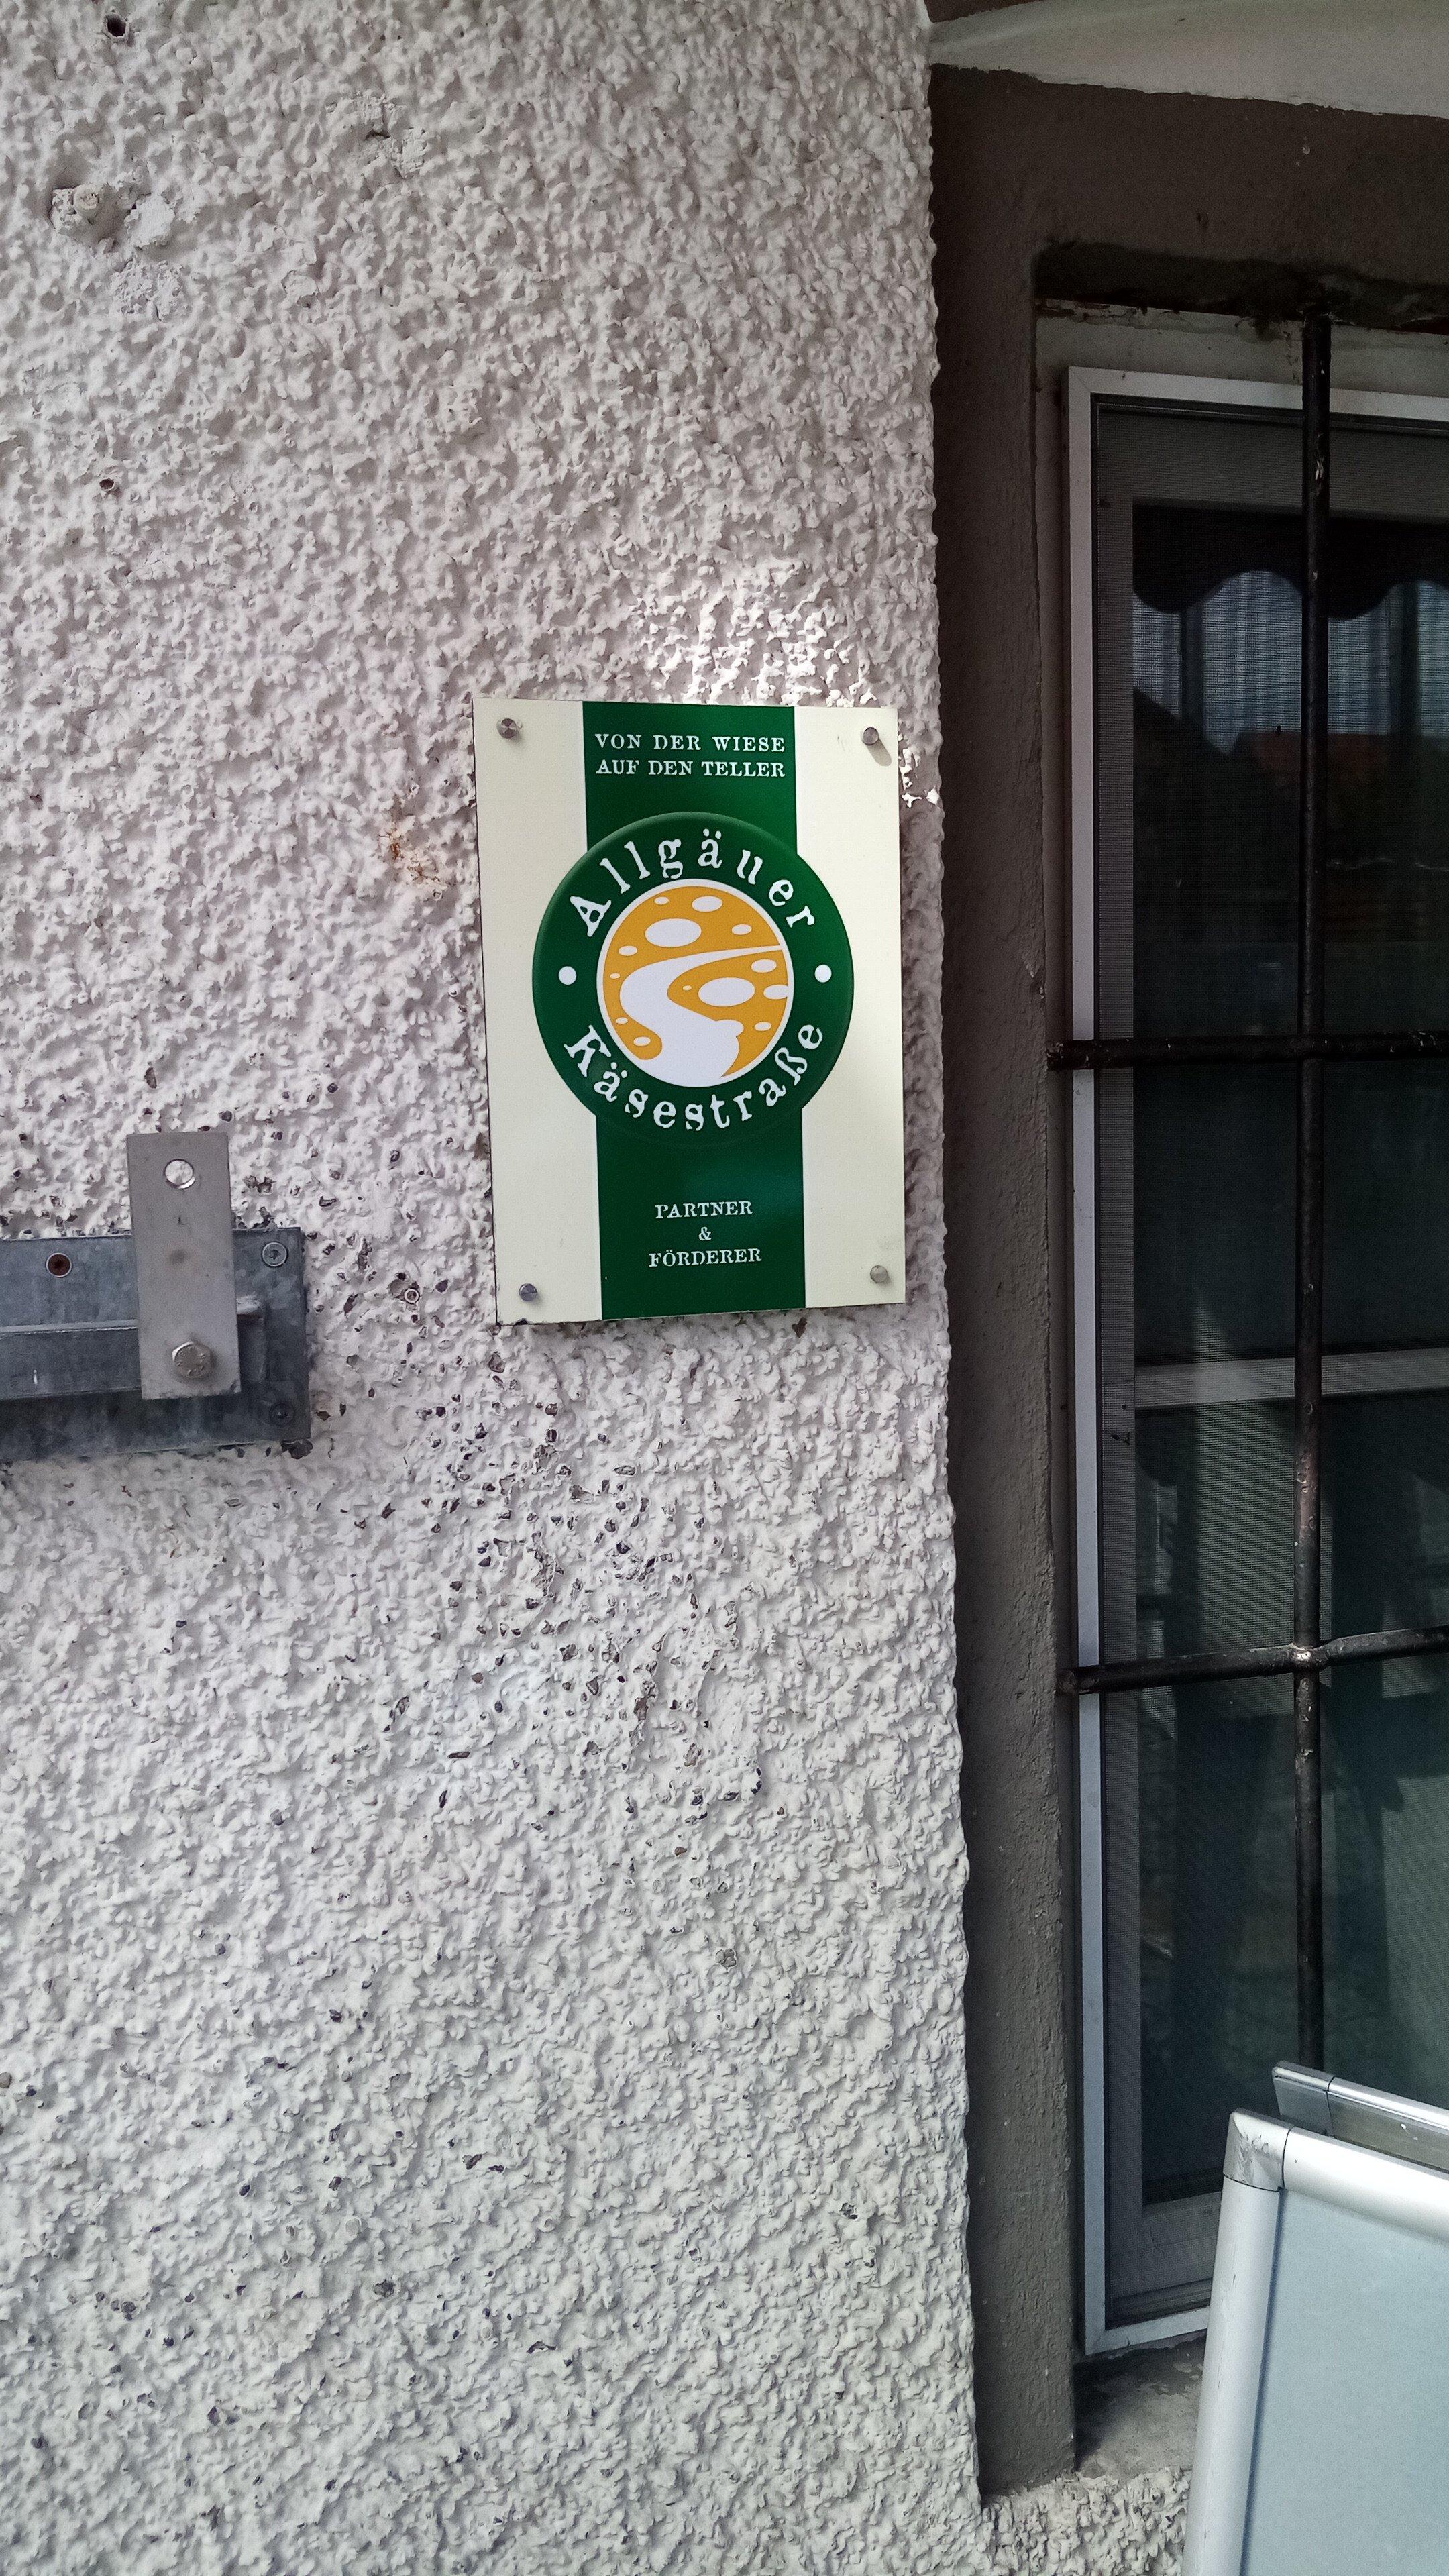 VON DER WIESE
AUF DEN TELLER
Allgäuer
Käsestraße
PARTNER
&
FÖRDERER